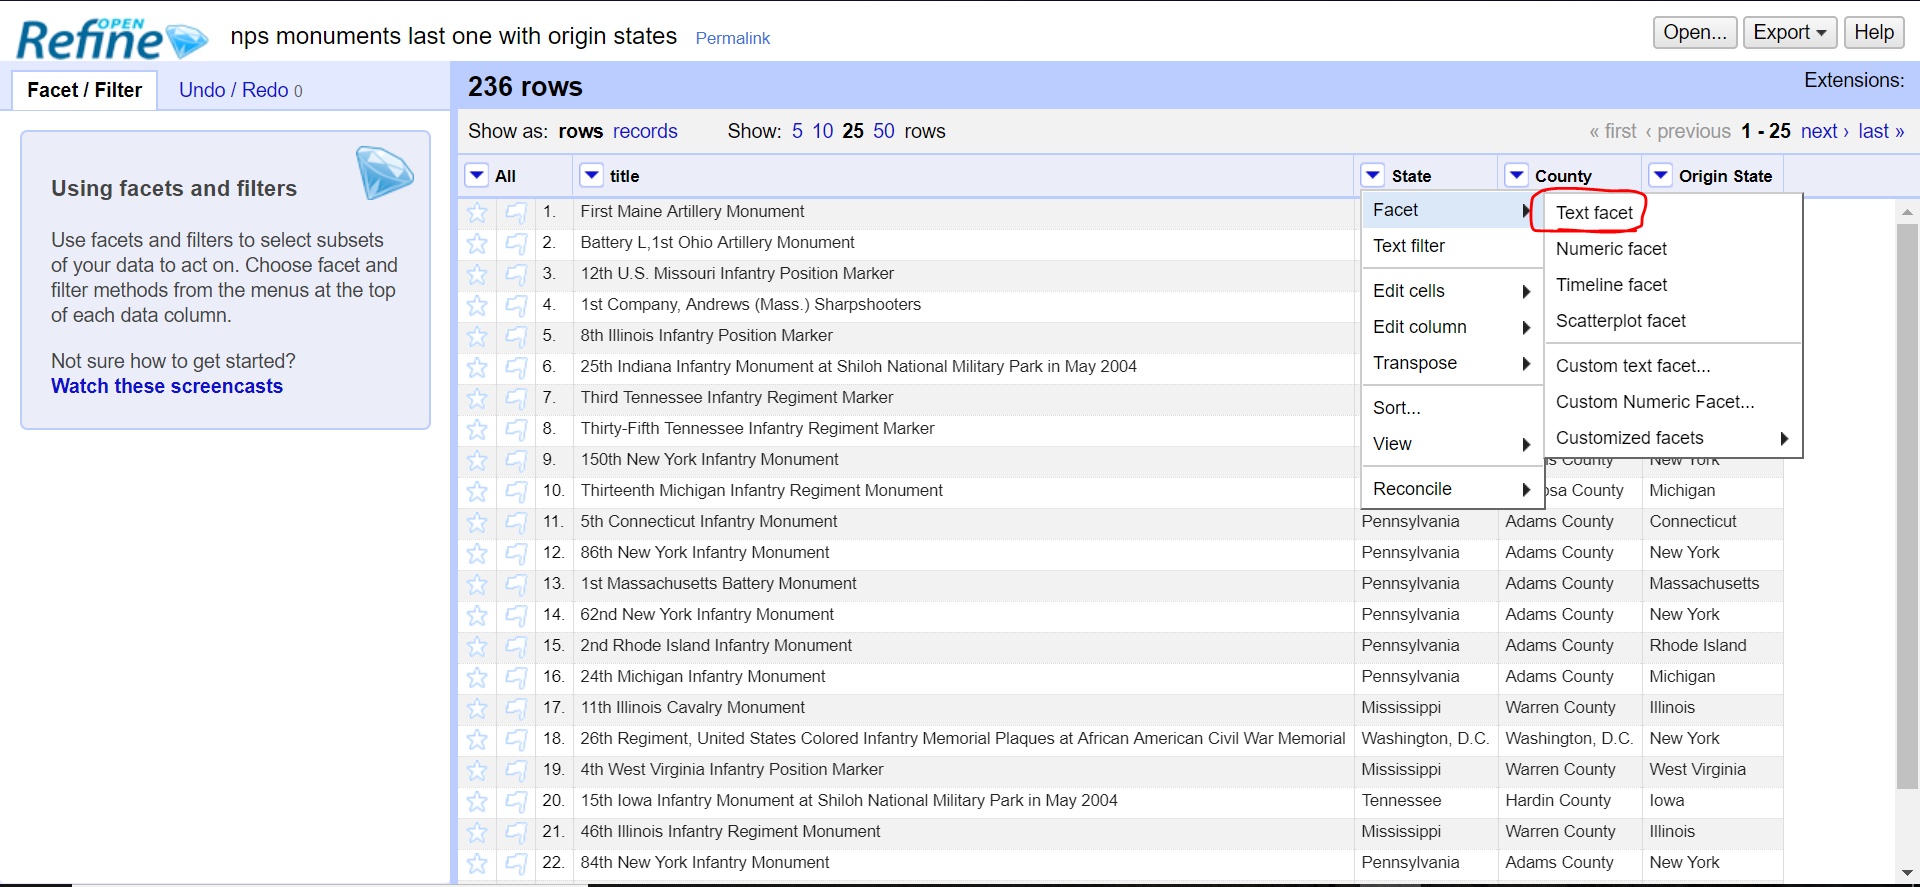 OPEN
Refine
nps monuments last one with origin states Permalink
Open... Export Help
Facet / Filter Undo / Redo 0
236 rows Extensions:
Show as: rows records Show: 5 10 25 50 rows « first ‹ previous 1 - 25 next › last »
Using facets and filters
Use facets and filters to select subsets
of your data to act on. Choose facet and
filter methods from the menus at the top
of each data column.
Not sure how to get started?
Watch these screencasts
All title State County Origin State
1. First Maine Artillery Monument
2. Battery L,1st Ohio Artillery Monument
3. 12th U.S. Missouri Infantry Position Marker
4. 1st Company, Andrews (Mass.) Sharpshooters
5. 8th Illinois Infantry Position Marker
6. 25th Indiana Infantry Monument at Shiloh National Military Park in May 2004
7. Third Tennessee Infantry Regiment Marker
8. Thirty-Fifth Tennessee Infantry Regiment Marker
9. 150th New York Infantry Monument s County New York
10. Thirteenth Michigan Infantry Regiment Monument osa County Michigan
11. 5th Connecticut Infantry Monument Pennsylvania Adams County Connecticut
12. 86th New York Infantry Monument Pennsylvania Adams County New York
13. 1st Massachusetts Battery Monument Pennsylvania Adams County Massachusetts
14. 62nd New York Infantry Monument Pennsylvania Adams County New York
15. 2nd Rhode Island Infantry Monument Pennsylvania Adams County Rhode Island
16. 24th Michigan Infantry Monument Pennsylvania Adams County Michigan
17. 11th Illinois Cavalry Monument Mississippi Warren County Illinois
18. 26th Regiment, United States Colored Infantry Memorial Plaques at African American Civil War Memorial Washington, D.C. Washington, D.C. New York
19. 4th West Virginia Infantry Position Marker Mississippi Warren County West Virginia
20. 15th Iowa Infantry Monument at Shiloh National Military Park in May 2004 Tennessee Hardin County Iowa
21. 46th Illinois Infantry Regiment Monument Mississippi Warren County Illinois
22. 84th New York Infantry Monument Pennsylvania Adams County New York
Facet
Text filter
Edit cells
Edit column
Transpose
Sort...
View
Reconcile
Text facet
Numeric facet
Timeline facet
Scatterplot facet
Custom text facet...
Custom Numeric Facet...
Customized facets